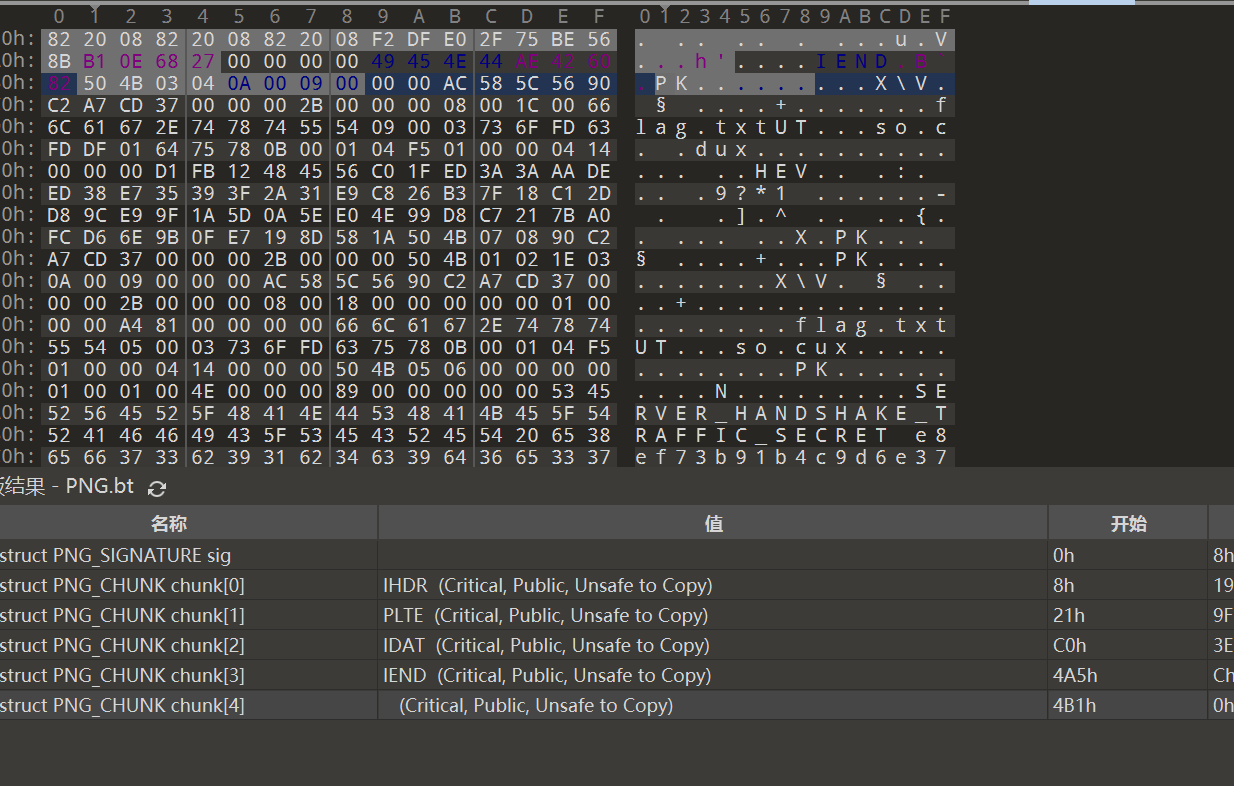 0 1 2 3 4 5 6 7 8 9 A B C D E F 0 1 2 3 4 5 6 7 8 9 A B C D E F
0h: 82 20 08 82 20 08 82 20 08 F2 DF E0 2F 75 BE 56 . . . . . . . . u . V
0h: 8B B1 0E 68 27 00 00 00 00 49 45 4E 44 AE 42 60 . . . h ' . . . . I E N D . B
0h: 82 50 4B 03 04 0A 00 09 00 00 00 AC 58 5C 56 90 . P K . . . . . . . . . X \ V .
0h: C2 A7 CD 37 00 00 00 2B 00 00 00 08 00 1C 00 66 § . . . . + . . . . . f
0h: 6C 61 67 2E 74 78 74 55 54 09 00 03 73 6F FD 63 l a g . t x t U T . . . s o . c
0h: FD DF 01 64 75 78 0B 00 01 04 F5 01 00 00 04 14 . . d u x . . . . . . . . . .
0h: 00 00 00 D1 FB 12 48 45 56 C0 1F ED 3A 3A AA DE . . . . . H E V . . : .
0h: ED 38 E7 35 39 3F 2A 31 E9 C8 26 B3 7F 18 C1 2D . . . 9 ? * 1 . . . . . . -
0h: D8 9C E9 9F 1A 5D 0A 5E E0 4E 99 D8 C7 21 7B A0 . . . ] . ^ . . . . { .
0h: FC D6 6E 9B 0F E7 19 8D 58 1A 50 4B 07 08 90 C2 . . . . . . X . P K . . .
0h: A7 CD 37 00 00 00 2B 00 00 00 50 4B 01 02 1E 03 § . . . . + . . . P K . . . .
0h: 0A 00 09 00 00 00 AC 58 5C 56 90 C2 A7 CD 37 00 . . . . . . . X \ V . § . .
0h: 00 00 2B 00 00 00 08 00 18 00 00 00 00 00 01 00 . . + . . . . . . . . . . . . .
0h: 00 00 A4 81 00 00 00 00 66 6C 61 67 2E 74 78 74 . . . . . . . . f l a g . t x t
0h: 55 54 05 00 03 73 6F FD 63 75 78 0B 00 01 04 F5 U T . . . s o . c u x . . . . .
0h: 01 00 00 04 14 00 00 00 50 4B 05 06 00 00 00 00 . . . . . . . . P K . . . . . .
0h: 01 00 01 00 4E 00 00 00 89 00 00 00 00 00 53 45 . . . . N . . . . . . . . . S E
0h: 52 56 45 52 5F 48 41 4E 44 53 48 41 4B 45 5F 54 R V E R _ H A N D S H A K E _ T
0h: 52 41 46 46 49 43 5F 53 45 43 52 45 54 20 65 38 R A F F I C _ S E C R E T e 8
0h: 65 66 37 33 62 39 31 62 34 63 39 64 36 65 33 37 e f 7 3 b 9 1 b 4 c 9 d 6 e 3 7
结果 - PNG.bt
名称 值 开始
struct PNG_SIGNATURE sig 0h 8h
struct PNG_CHUNK chunk[0] IHDR (Critical, Public, Unsafe to Copy) 8h 19
struct PNG_CHUNK chunk[1] PLTE (Critical, Public, Unsafe to Copy) 21h 9F
struct PNG_CHUNK chunk[2] IDAT (Critical, Public, Unsafe to Copy) C0h 3E
struct PNG_CHUNK chunk[3] IEND (Critical, Public, Unsafe to Copy) 4A5h Ch
struct PNG_CHUNK chunk[4] (Critical, Public, Unsafe to Copy) 4B1h 0h